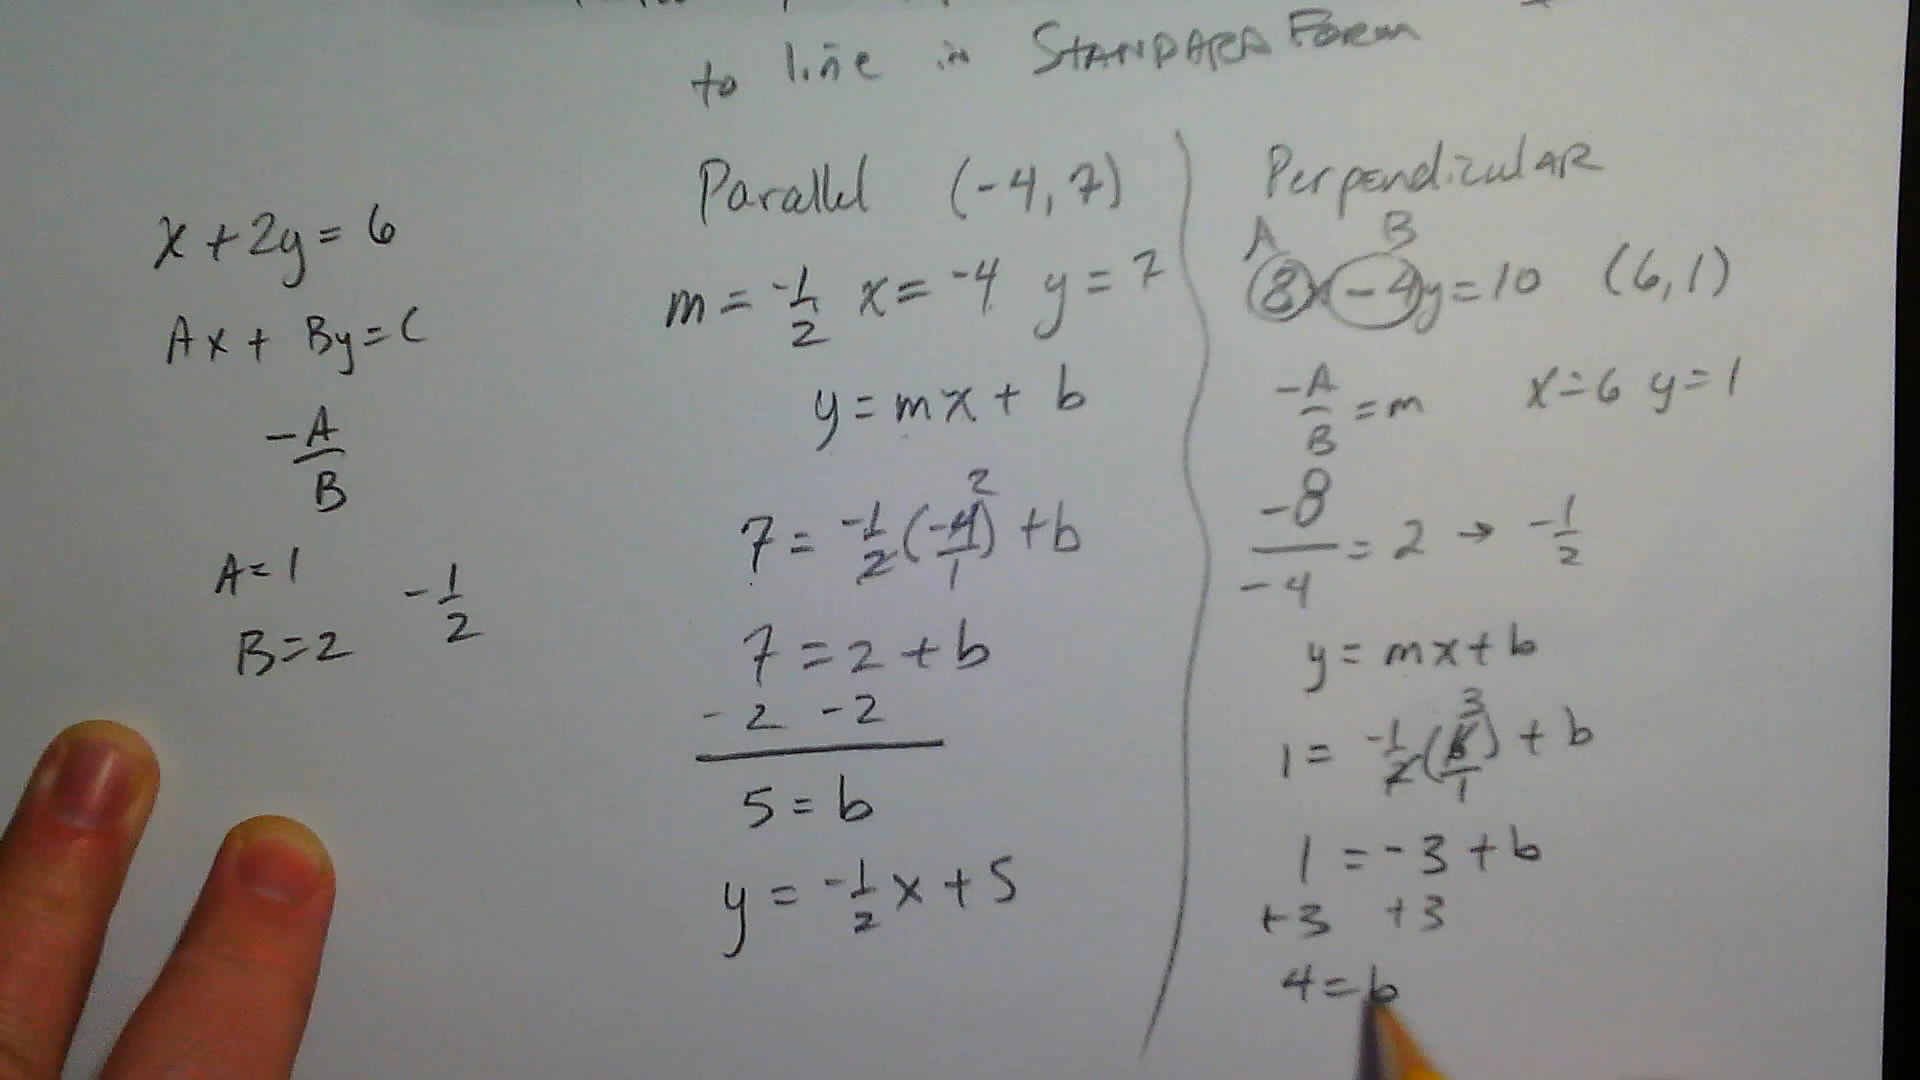 to line in STANDARD Form
x + 2y = 6
Ax + By = C
-A/B
A = 1
B = 2 -1/2
Parallel (-4, 7)
m = -1/2 x = -4 y = 7
y = mx + b
2
7 = -1/2 (-4/1) + b
7 = 2 + b
-2 -2
5 = b
y = -1/2 x + 5
PerpendiculAR
A B
8x - 4y = 10 (6, 1)
-A/B = m x = 6 y = 1
-8/-4 = 2 → -1/2
y = mx + b
3
1 = -1/2 (6/1) + b
1 = -3 + b
+3 +3
4 = b